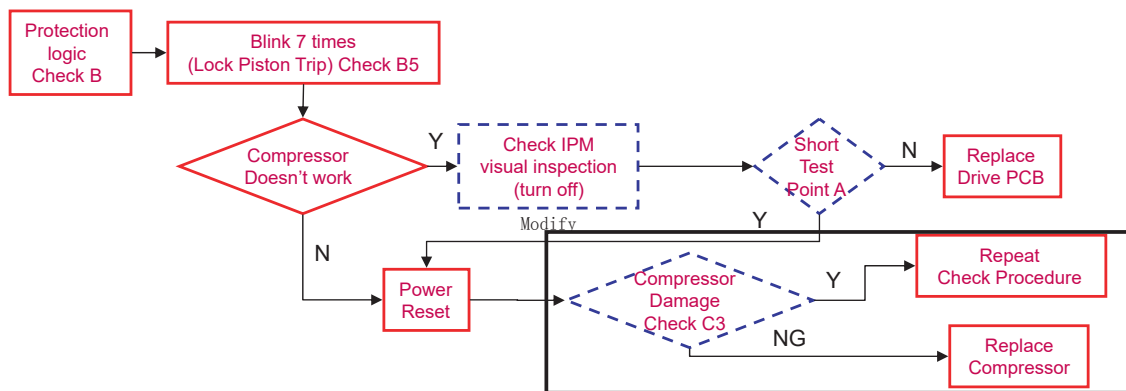 Protection
logic
Check B
Blink 7 times
(Lock Piston Trip) Check B5
Compressor
Doesn't work
Y
Check IPM
visual inspection
(turn off)
Short
Test
Point A
N
Replace
Drive PCB
Modify
Y
N
Power
Reset
Compressor
Damage
Check C3
Y
Repeat
Check Procedure
NG
Replace
Compressor